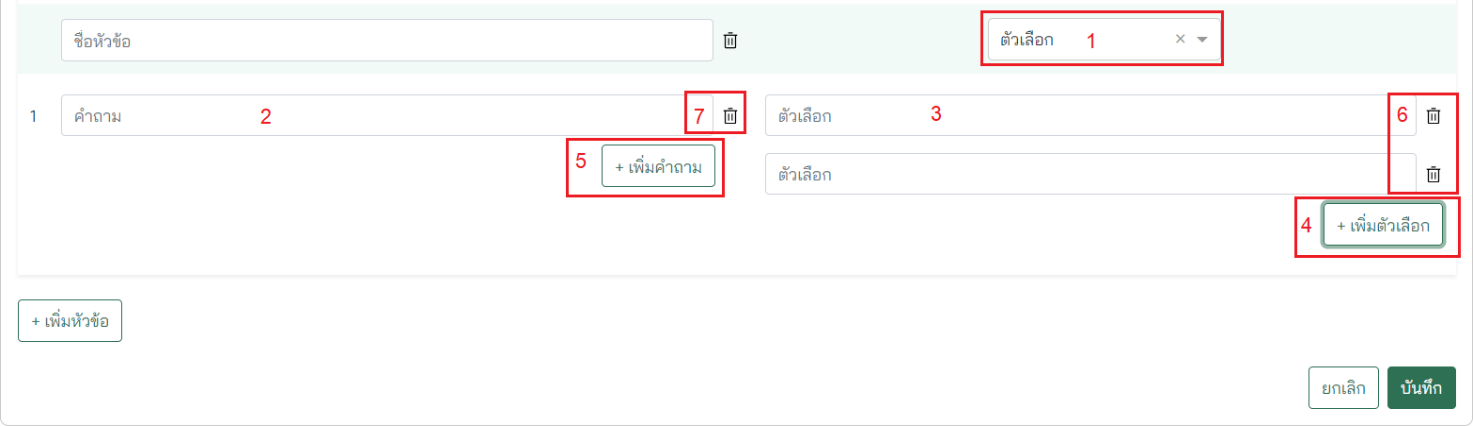 ชื่อหัวข้อ ตัวเลือก 1
1 คำถาม 2 7 ตัวเลือก 3 6
5 + เพิ่มคำถาม ตัวเลือก
4 + เพิ่มตัวเลือก
+ เพิ่มหัวข้อ
ยกเลิก บันทึก